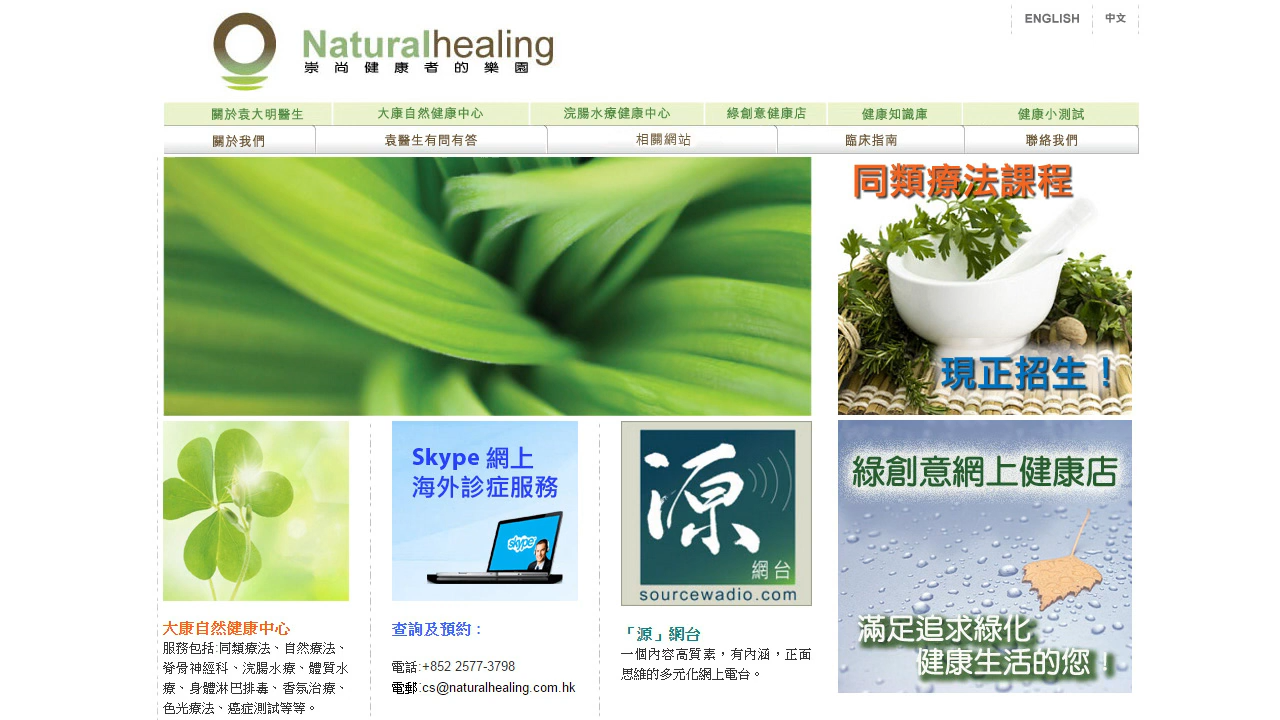 ENGLISH
中文
Naturalhealing
崇尚健康者的樂園
關於袁大明醫生
大康自然健康中心
浣腸水療健康中心
綠創意健康店
健康知識庫
健康小測試
關於我們
袁醫生有問有答
相關網站
臨床指南
聯絡我們
同類療法課程
現正招生！
Skype 網上
海外診症服務
skype
源
網台
sourcewadio.com
綠創意網上健康店
滿足追求綠化
健康生活的您！
大康自然健康中心
服務包括:同類療法、自然療法、
脊骨神經科、浣腸水療、體質水
療、身體淋巴排毒、香氛治療、
色光療法、癌症測試等等。
查詢及預約：
電話:+852 2577-3798
電郵:cs@naturalhealing.com.hk
「源」網台
一個內容高質素，有內涵，正面
思維的多元化網上電台。